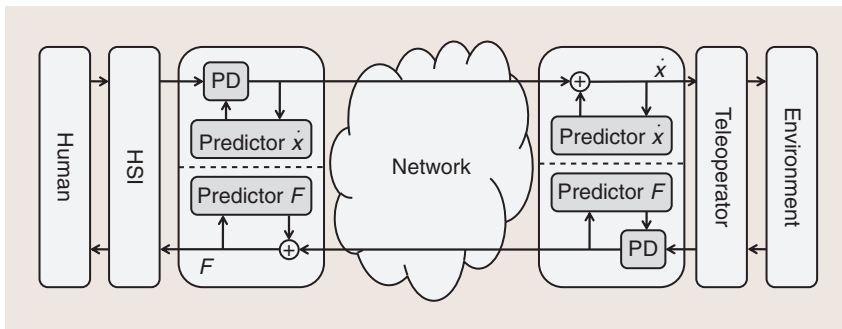 Human
HSI
PD
Predictor ẋ
Predictor F
F
+
Network
+
ẋ
Predictor ẋ
Predictor F
PD
Teleoperator
Environment